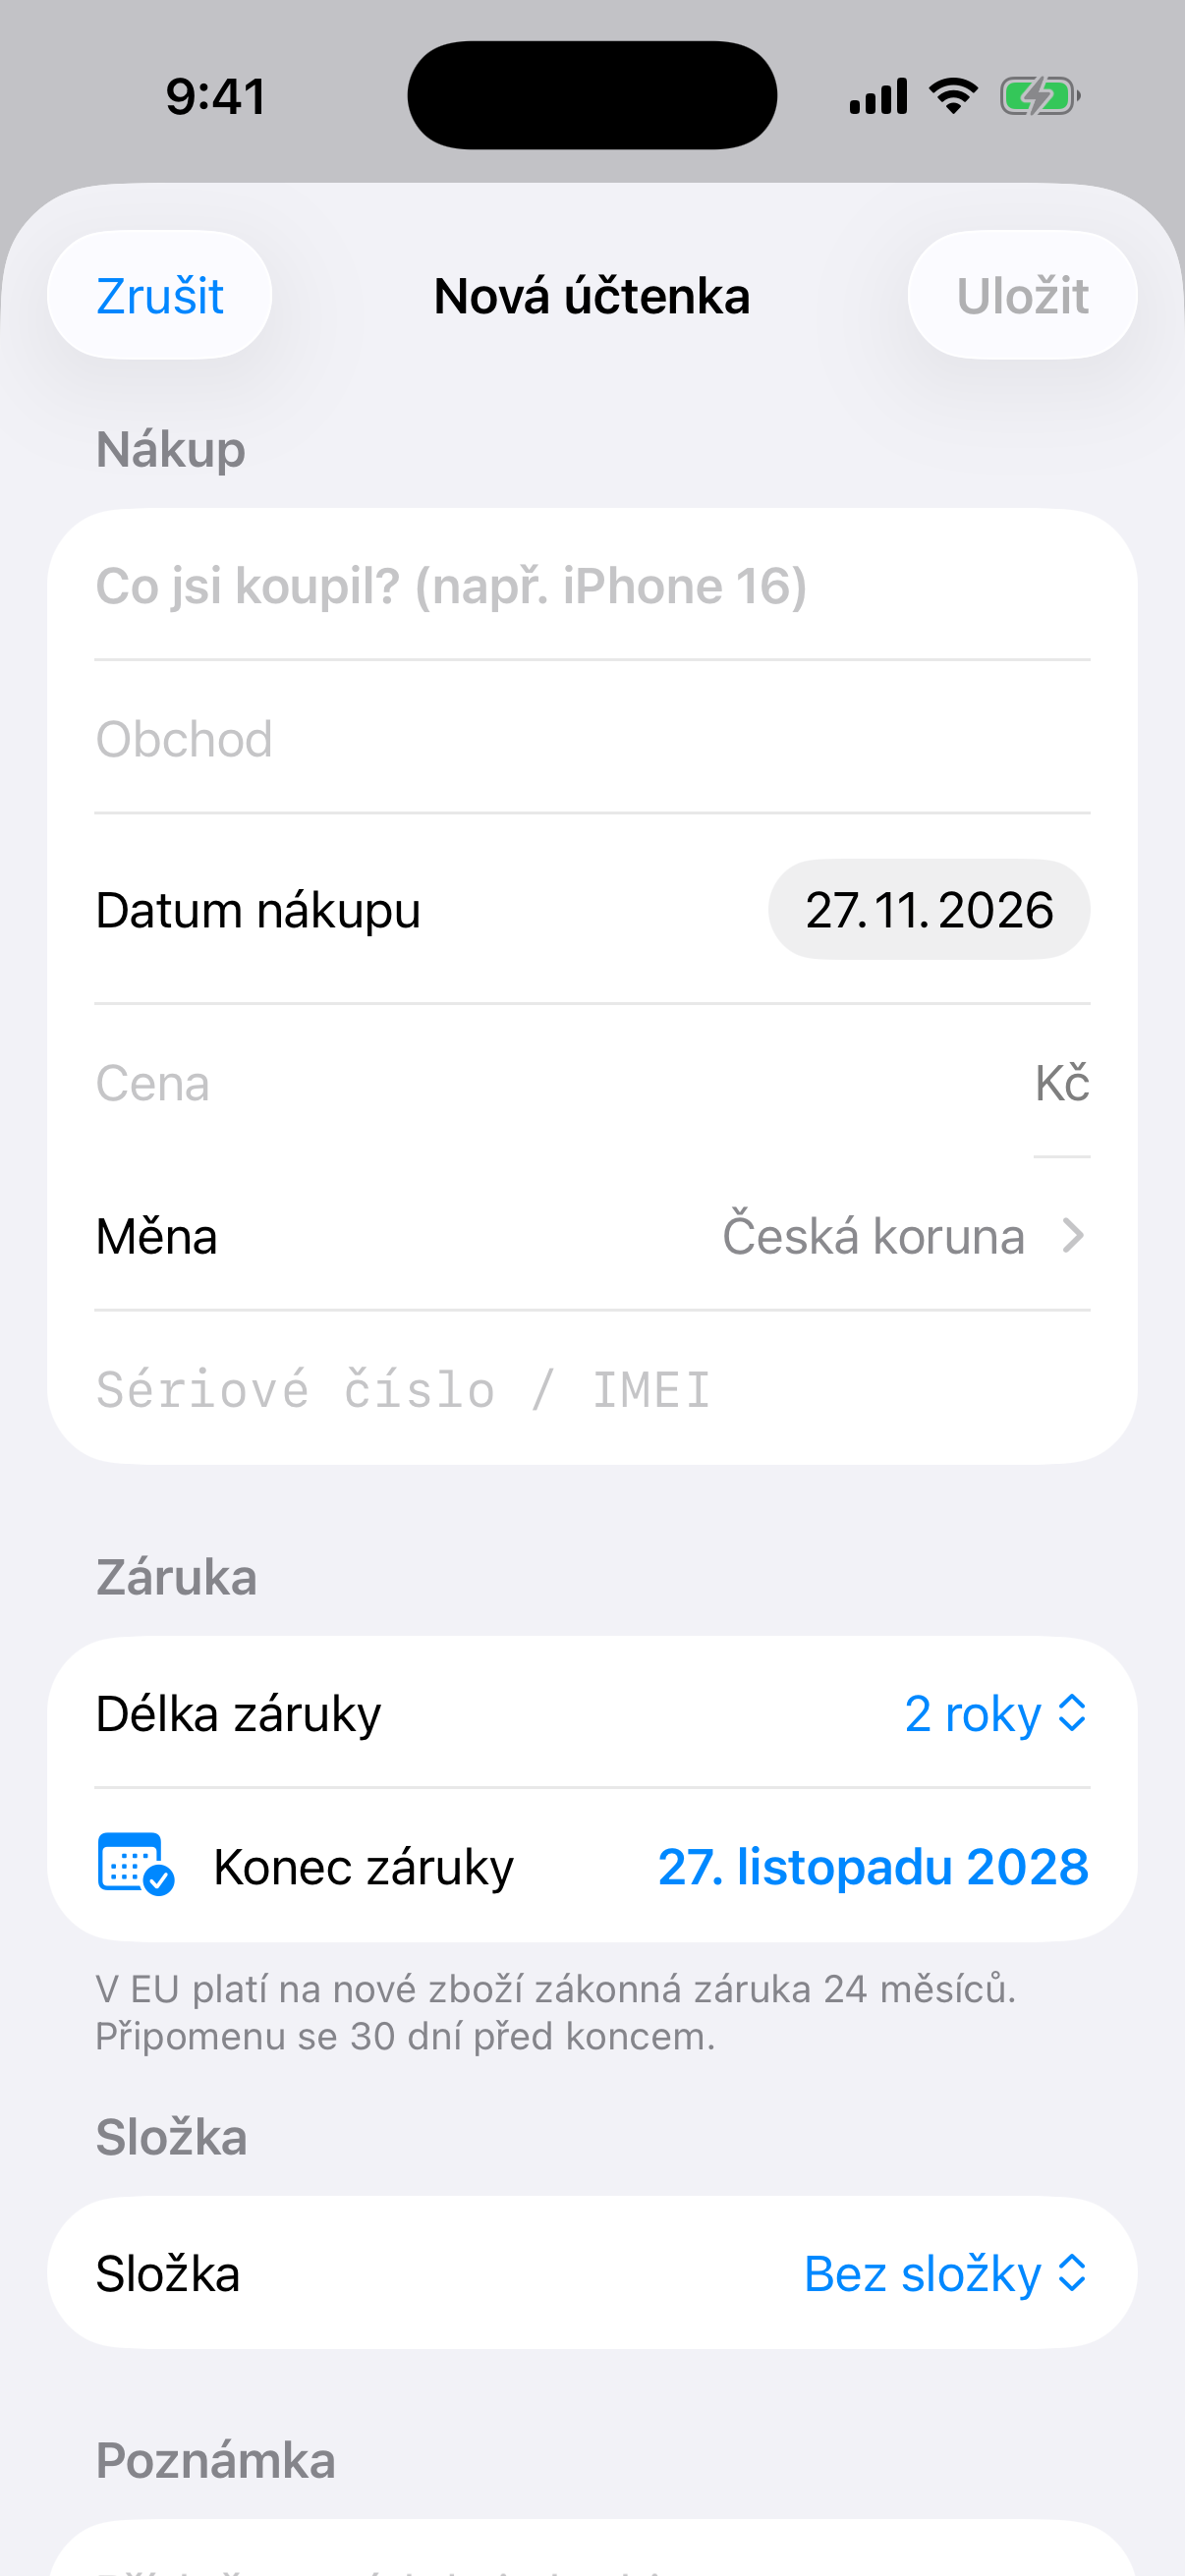 9:41
Zrušit
Nová účtenka
Uložit
Nákup
Co jsi koupil? (např. iPhone 16)
Obchod
Datum nákupu
27. 11. 2026
Cena
Kč
Měna
Česká koruna
Sériové číslo / IMEI
Záruka
Délka záruky
2 roky
Konec záruky
27. listopadu 2028
V EU platí na nové zboží zákonná záruka 24 měsíců.
Připomenu se 30 dní před koncem.
Složka
Složka
Bez složky
Poznámka